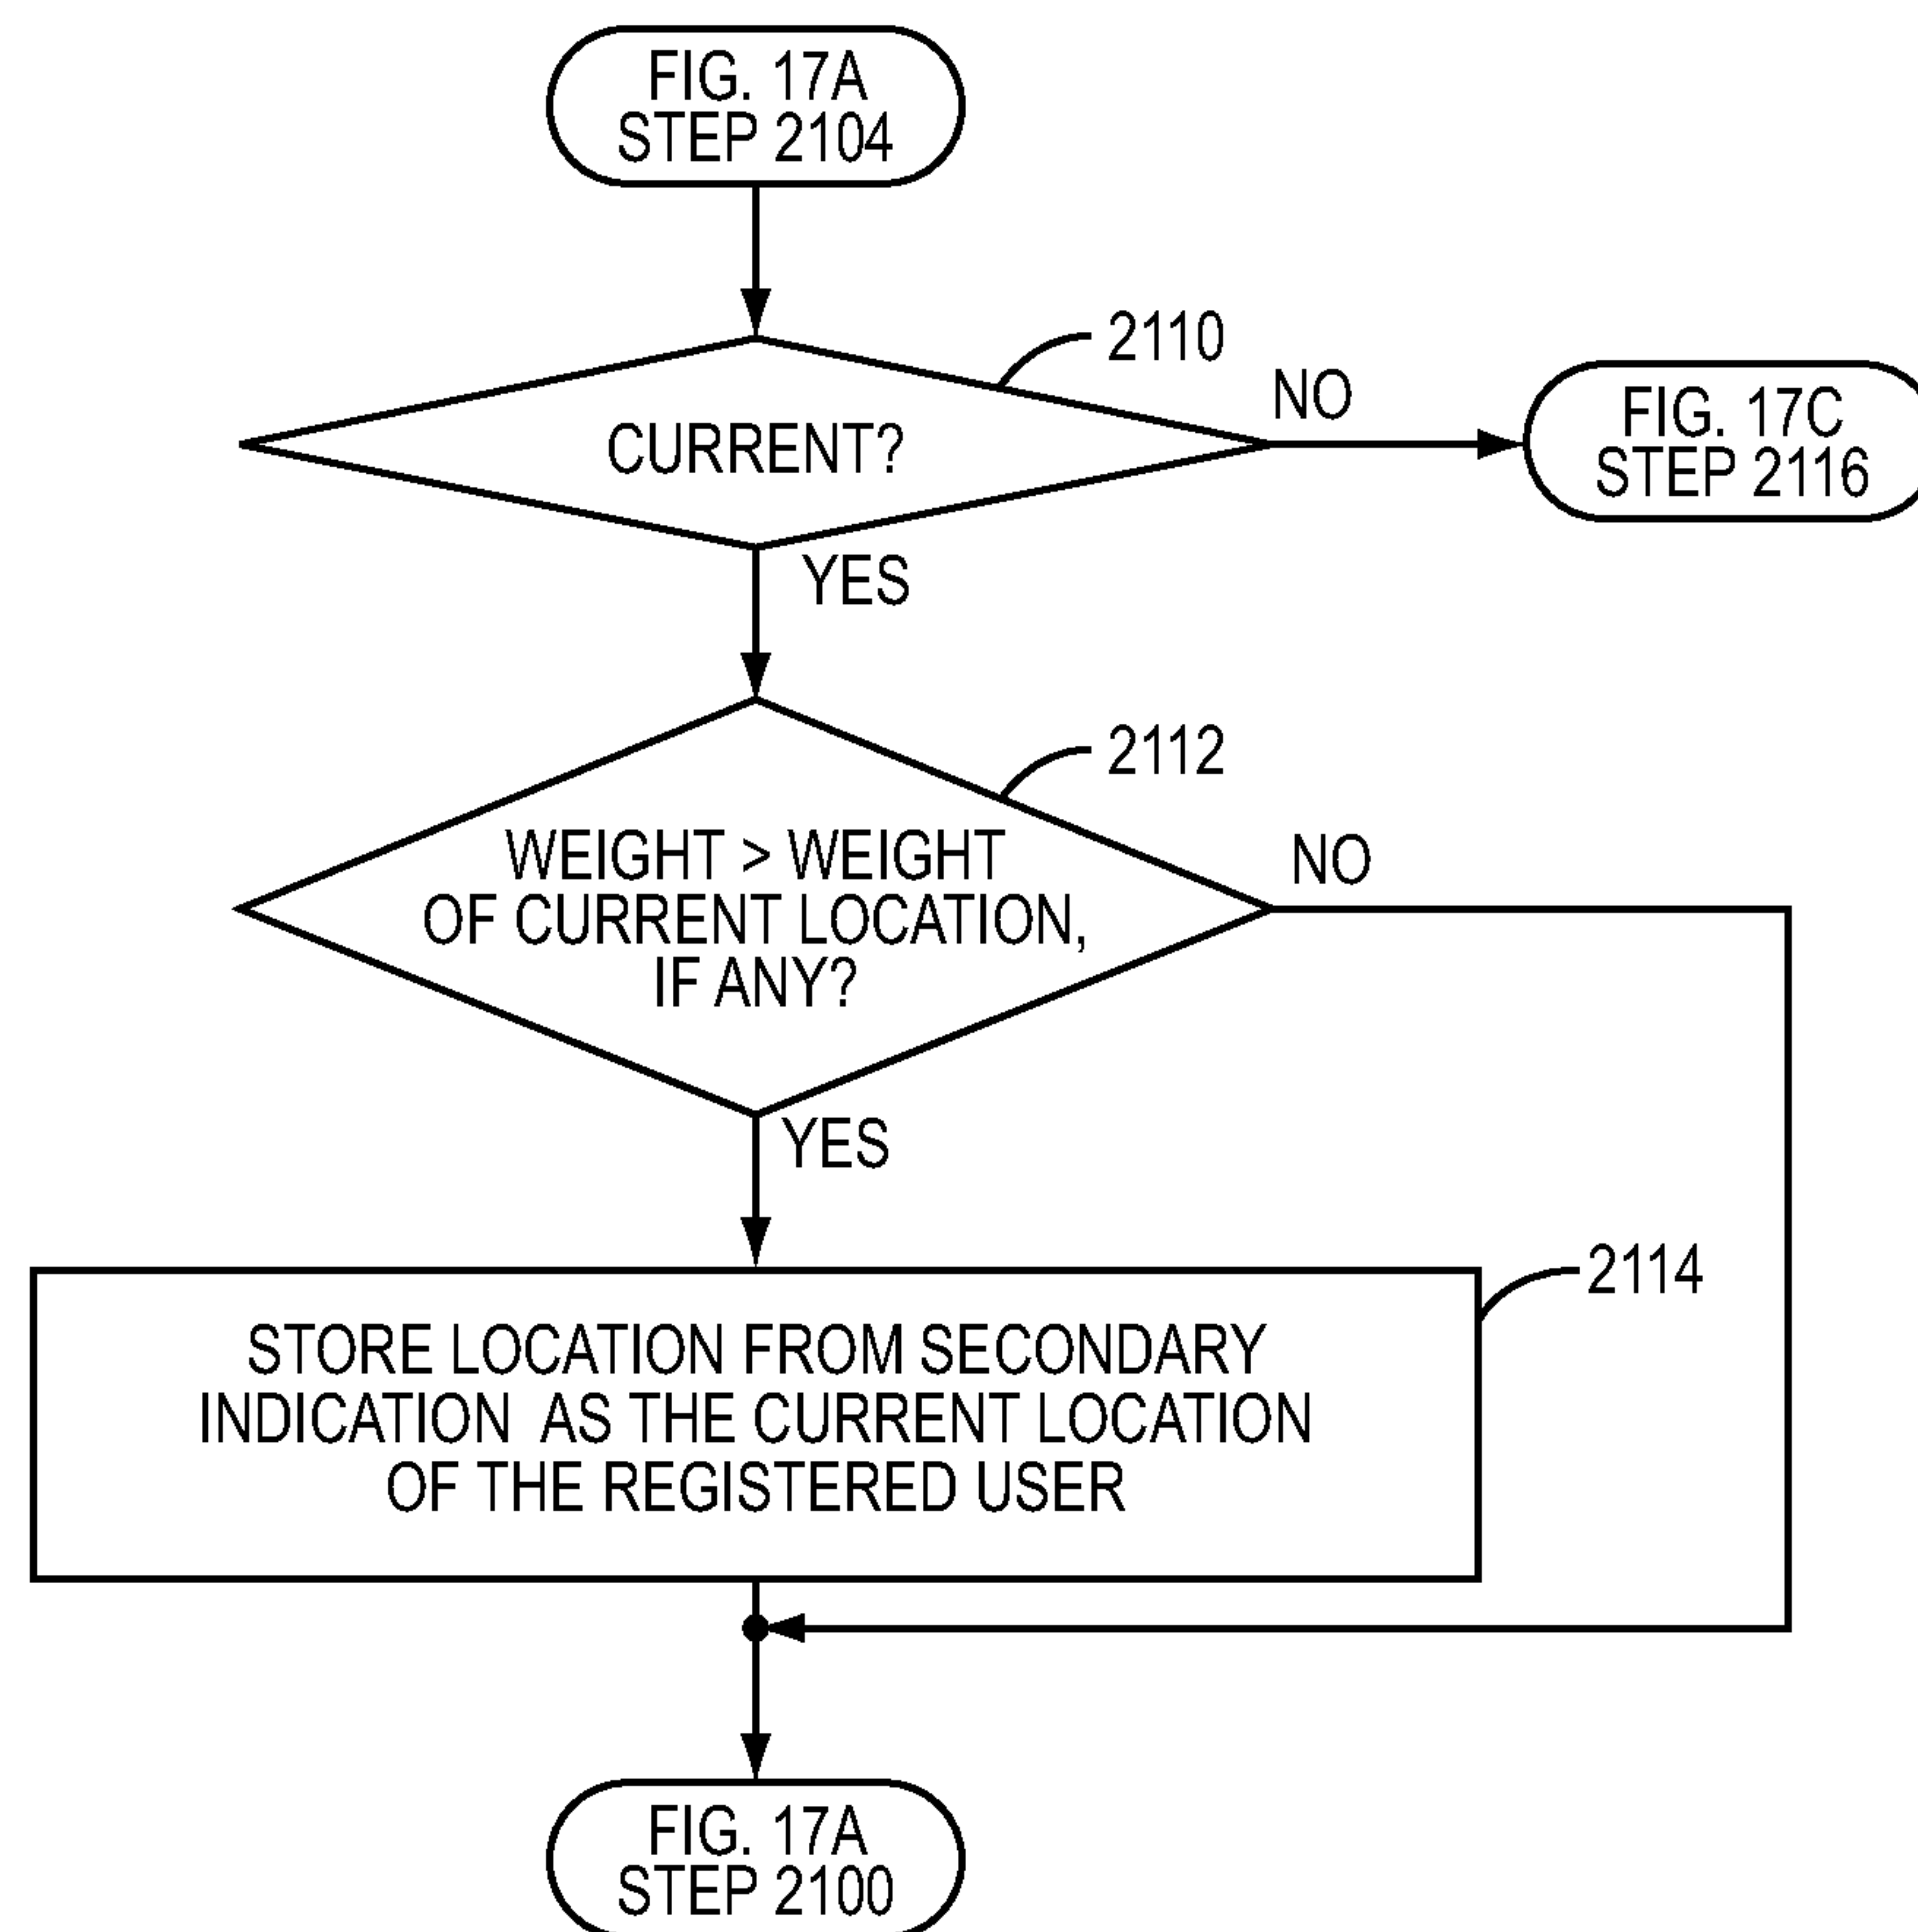 FIG. 17A
STEP 2104
2110
CURRENT?
NO
FIG. 17C
STEP 2116
YES
2112
WEIGHT > WEIGHT
OF CURRENT LOCATION,
IF ANY?
NO
YES
2114
STORE LOCATION FROM SECONDARY
INDICATION AS THE CURRENT LOCATION
OF THE REGISTERED USER
FIG. 17A
STEP 2100